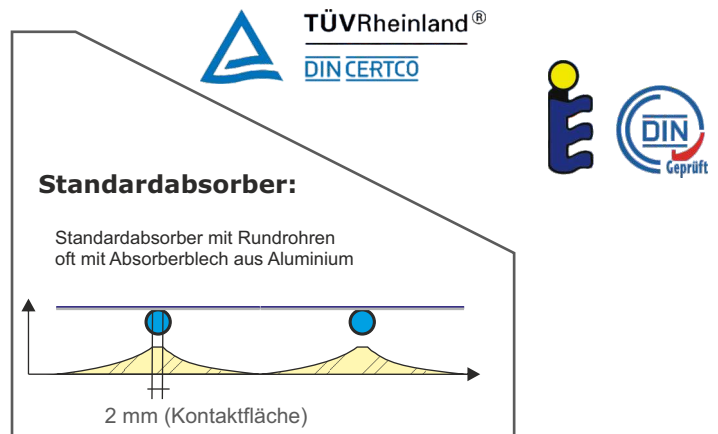 TÜVRheinland®
DIN CERTCO
DIN
Geprüft
Standardabsorber:
Standardabsorber mit Rundrohren
oft mit Absorberblech aus Aluminium
2 mm (Kontaktfläche)